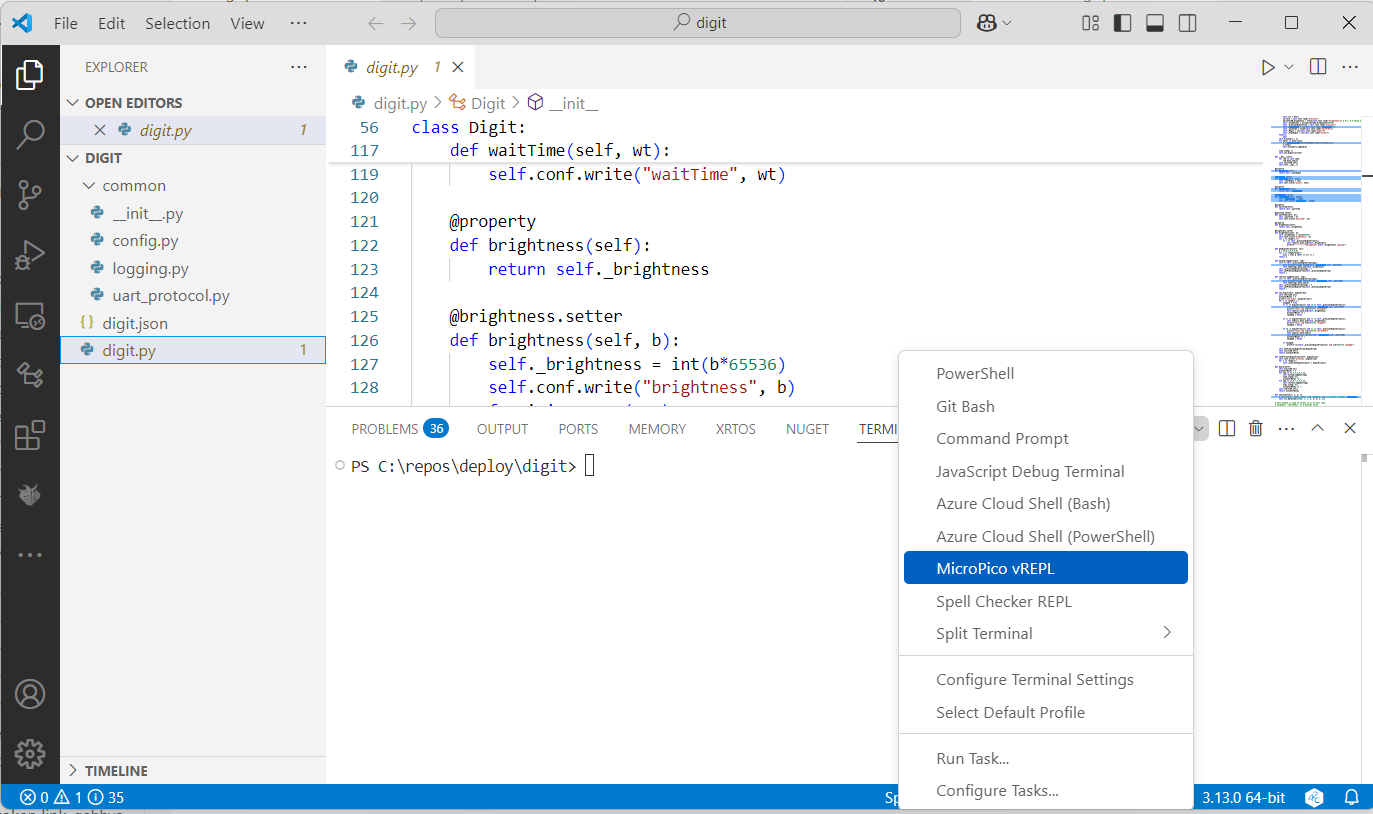 File Edit Selection View ··· digit
EXPLORER ···
OPEN EDITORS
digit.py 1
DIGIT
common
__init__.py
config.py
logging.py
uart_protocol.py
{} digit.json
digit.py 1
TIMELINE
digit.py 1
digit.py > Digit > __init__
56 class Digit:
117 def waitTime(self, wt):
119 self.conf.write("waitTime", wt)
120
121 @property
122 def brightness(self):
123 return self._brightness
124
125 @brightness.setter
126 def brightness(self, b):
127 self._brightness = int(b*65536)
128 self.conf.write("brightness", b)
PROBLEMS 36 OUTPUT PORTS MEMORY XRTOS NUGET TERMI
PS C:\repos\deploy\digit>
PowerShell
Git Bash
Command Prompt
JavaScript Debug Terminal
Azure Cloud Shell (Bash)
Azure Cloud Shell (PowerShell)
MicroPico vREPL
Spell Checker REPL
Split Terminal
Configure Terminal Settings
Select Default Profile
Run Task...
Configure Tasks...
0 1 35 Sp 3.13.0 64-bit